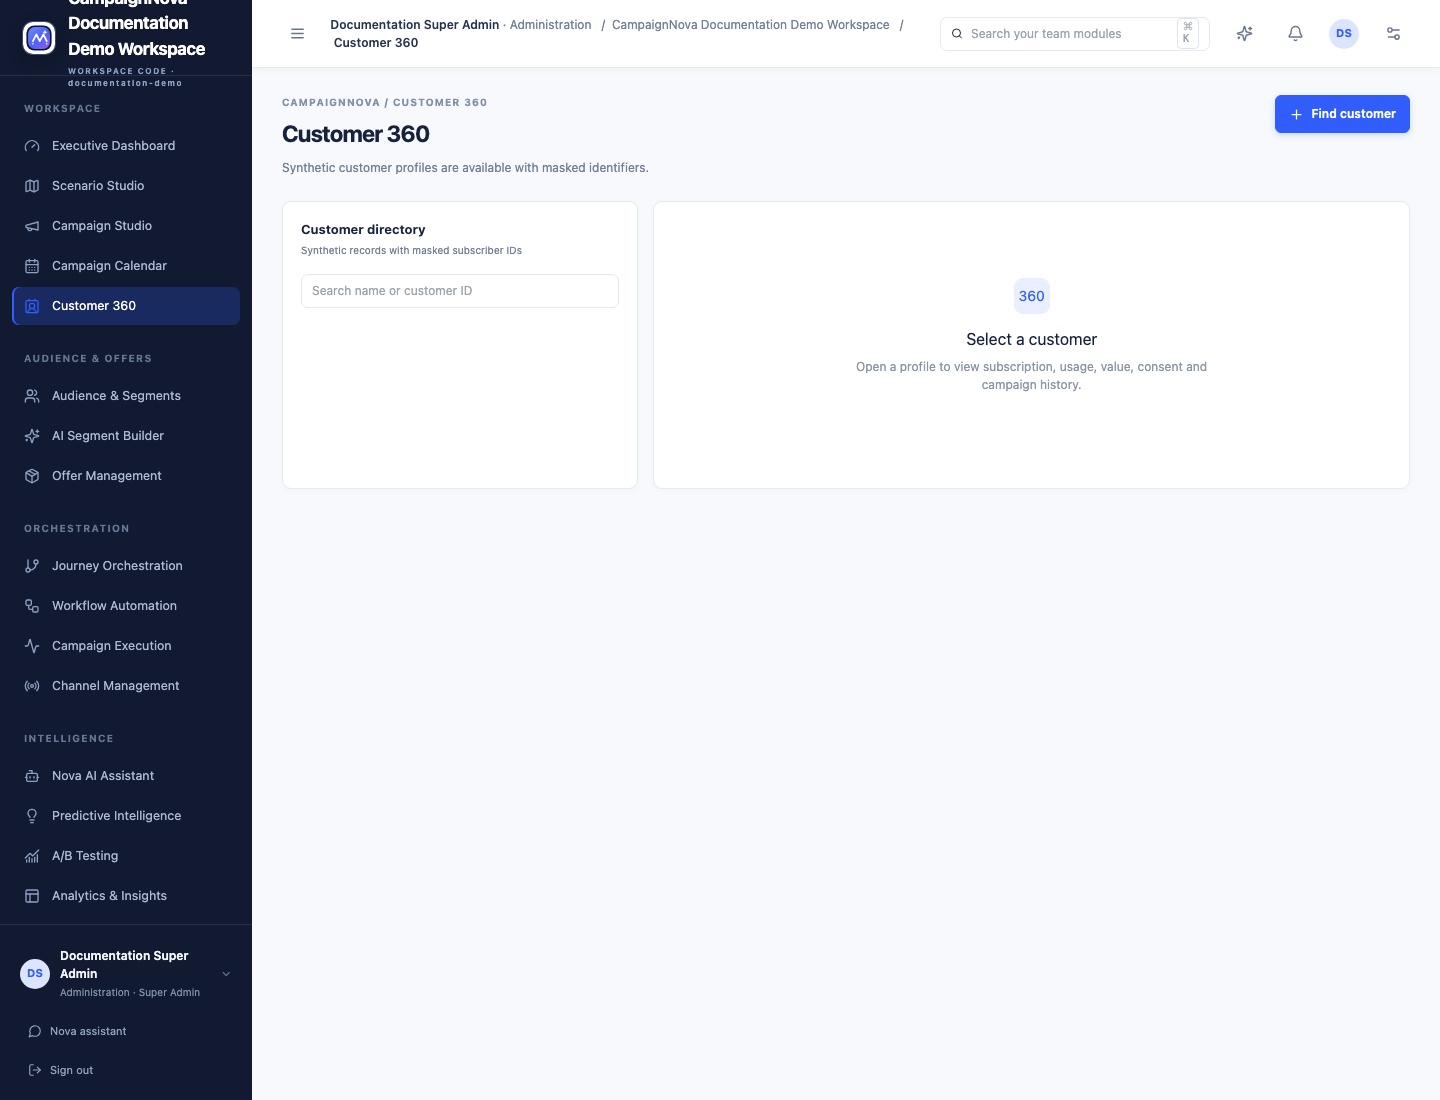 CampaignNova
Documentation
Demo Workspace
WORKSPACE CODE ·
documentation-demo
WORKSPACE
Executive Dashboard
Scenario Studio
Campaign Studio
Campaign Calendar
Customer 360
AUDIENCE & OFFERS
Audience & Segments
AI Segment Builder
Offer Management
ORCHESTRATION
Journey Orchestration
Workflow Automation
Campaign Execution
Channel Management
INTELLIGENCE
Nova AI Assistant
Predictive Intelligence
A/B Testing
Analytics & Insights
DS
Documentation Super
Admin
Administration · Super Admin
Nova assistant
Sign out
Documentation Super Admin · Administration / CampaignNova Documentation Demo Workspace /
Customer 360
Search your team modules
⌘
K
DS
CAMPAIGNNOVA / CUSTOMER 360
Customer 360
Synthetic customer profiles are available with masked identifiers.
Find customer
Customer directory
Synthetic records with masked subscriber IDs
Search name or customer ID
360
Select a customer
Open a profile to view subscription, usage, value, consent and
campaign history.